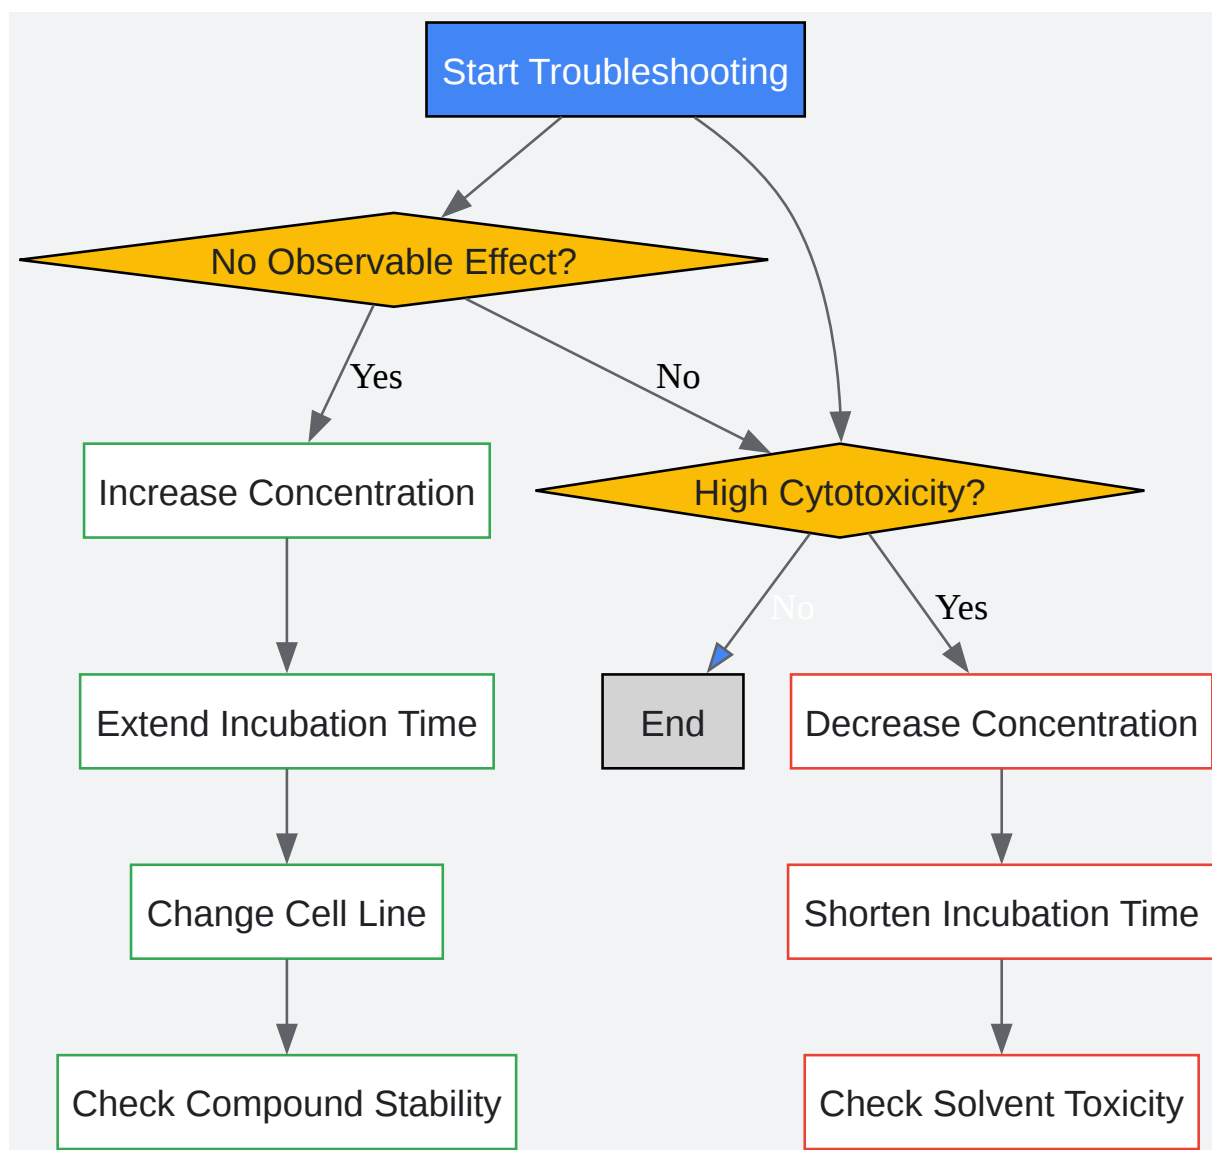 Start Troubleshooting
No Observable Effect?
Yes
No
Increase Concentration
High Cytotoxicity?
No
Yes
Extend Incubation Time
End
Decrease Concentration
Change Cell Line
Shorten Incubation Time
Check Compound Stability
Check Solvent Toxicity